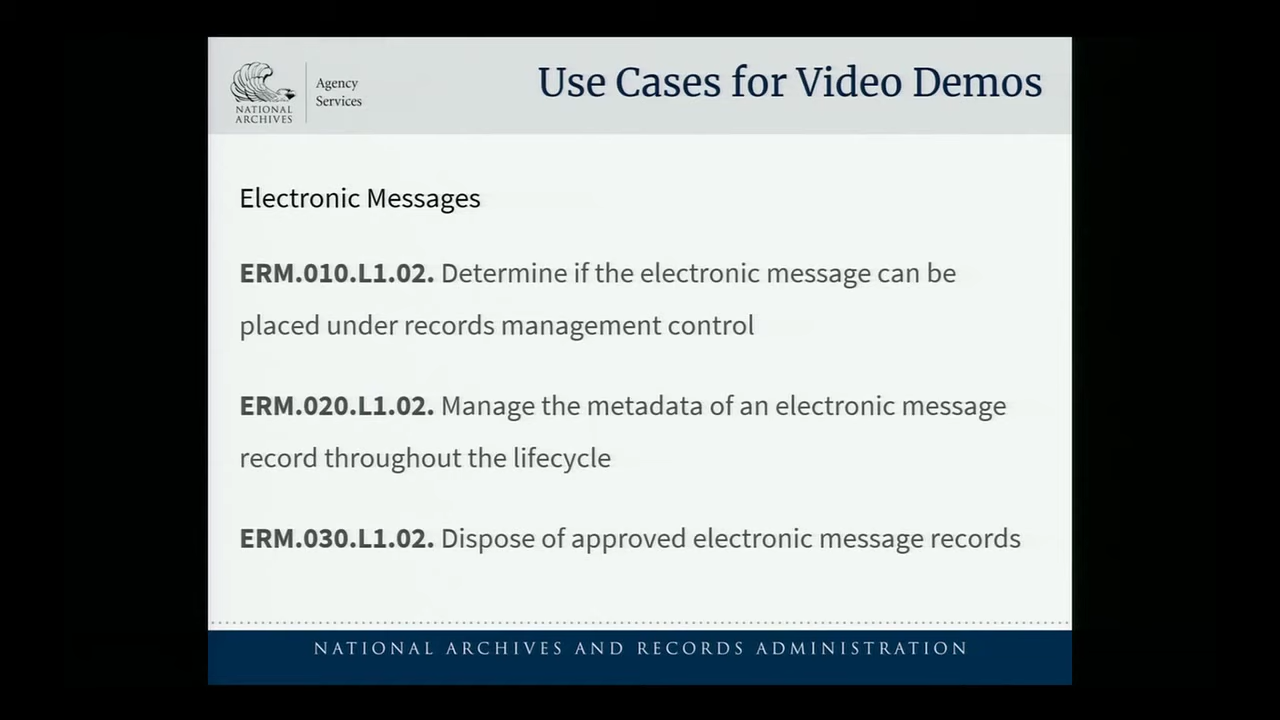 NATIONAL
ARCHIVES
Agency
Services
Use Cases for Video Demos
Electronic Messages
ERM.010.L1.02. Determine if the electronic message can be
placed under records management control
ERM.020.L1.02. Manage the metadata of an electronic message
record throughout the lifecycle
ERM.030.L1.02. Dispose of approved electronic message records
NATIONAL ARCHIVES AND RECORDS ADMINISTRATION